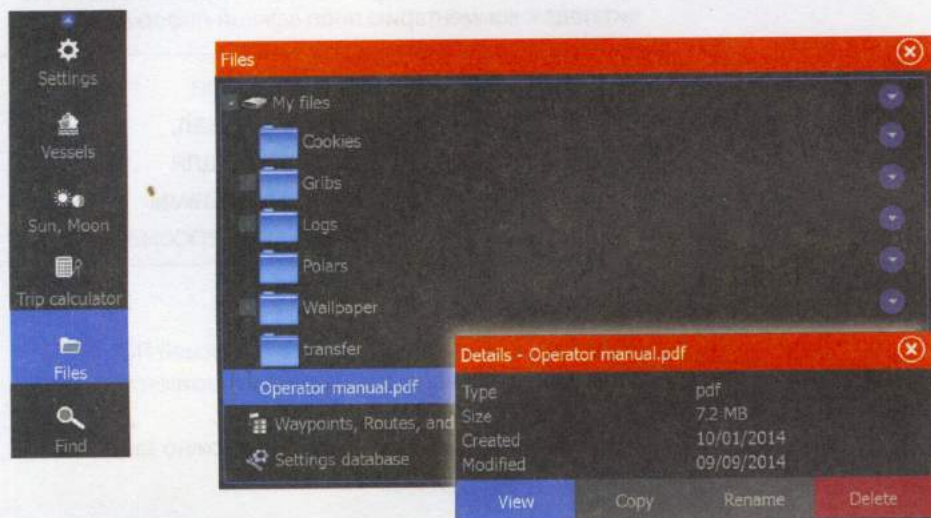 Settings
Vessels
Sun, Moon
Trip calculator
Files
Find
Files
My files
Cookies
Gribs
Logs
Polars
Wallpaper
transfer
Operator manual.pdf
Waypoints, Routes, and
Settings database
Details - Operator manual.pdf
Type pdf
Size 7.2 MB
Created 10/01/2014
Modified 09/09/2014
View Copy Rename Delete